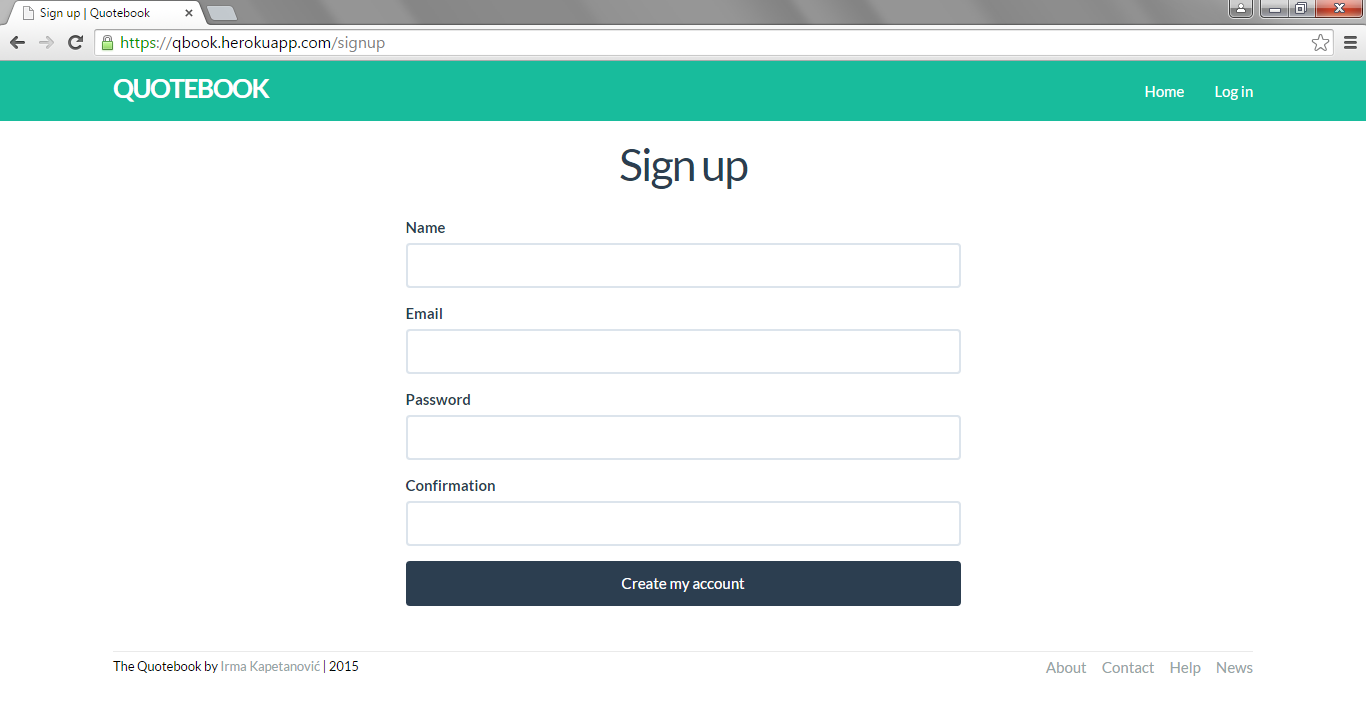 Sign up | Quotebook
https://qbook.herokuapp.com/signup
QUOTEBOOK
Home Log in
Sign up
Name
Email
Password
Confirmation
Create my account
The Quotebook by Irma Kapetanović | 2015
About Contact Help News